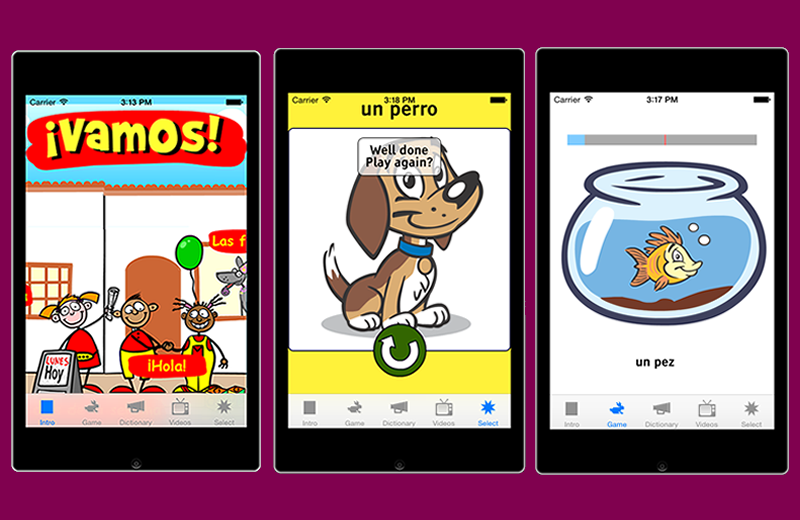 Carrier 3:13 PM
¡Vamos!
Las f
LUNES
Hoy
¡Hola!
Intro Game Dictionary Videos Select
Carrier 3:18 PM
un perro
Well done
Play again?
Intro Game Dictionary Videos Select
Carrier 3:17 PM
un pez
Intro Game Dictionary Videos Select